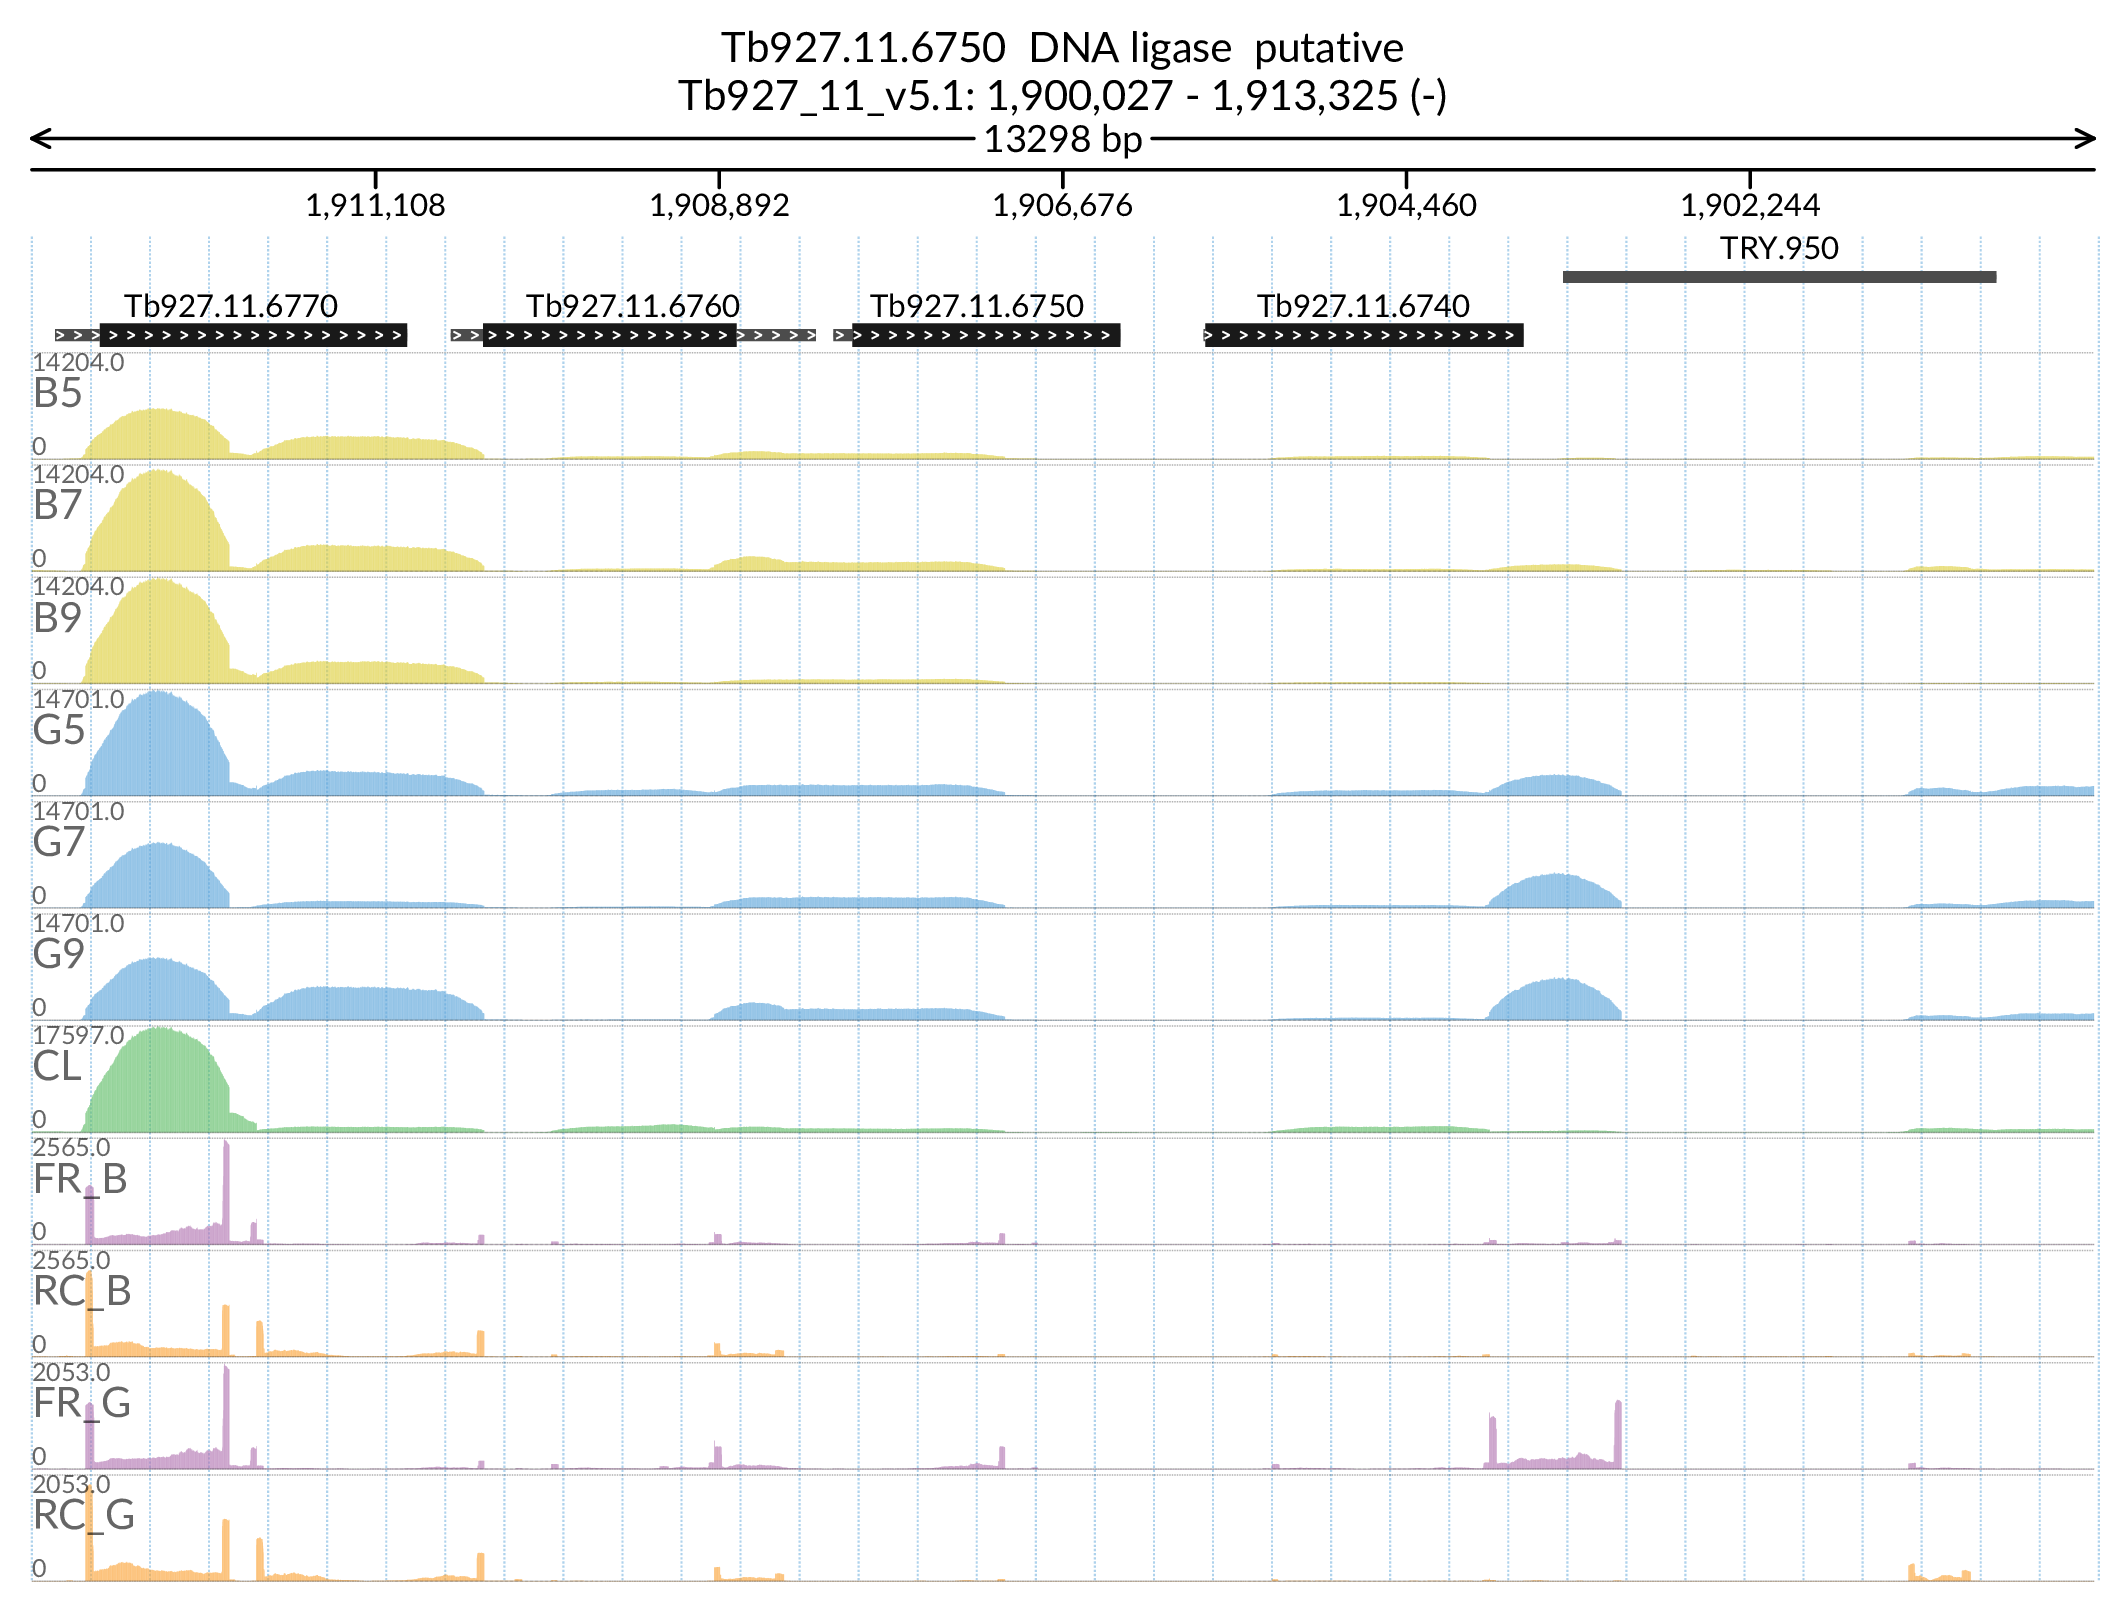 Tb927.11.6750 DNA ligase putative
Tb927_11_v5.1: 1,900,027 - 1,913,325 (-)
13298 bp
1,911,108 1,908,892 1,906,676 1,904,460 1,902,244
TRY.950
Tb927.11.6770 Tb927.11.6760 Tb927.11.6750 Tb927.11.6740
14204.0
B5
0
14204.0
B7
0
14204.0
B9
0
14701.0
G5
0
14701.0
G7
0
14701.0
G9
0
17597.0
CL
0
2565.0
FR_B
0
2565.0
RC_B
0
2053.0
FR_G
0
2053.0
RC_G
0